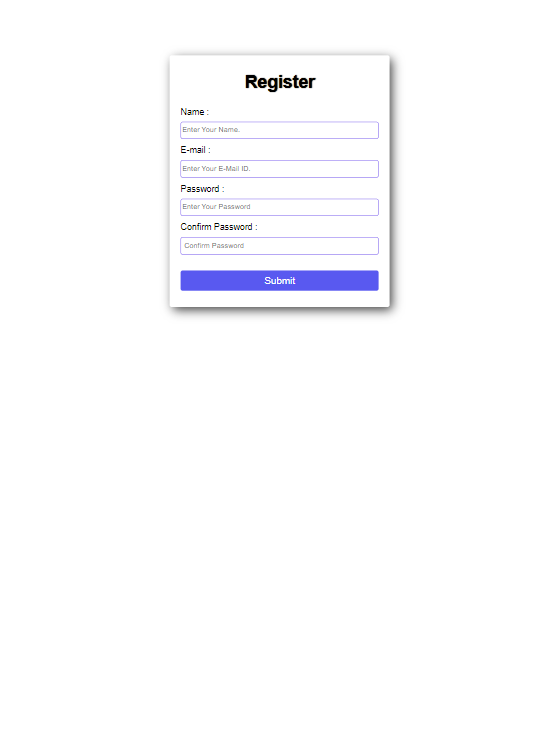 Register
Name :
Enter Your Name.
E-mail :
Enter Your E-Mail ID.
Password :
Enter Your Password
Confirm Password :
Confirm Password
Submit